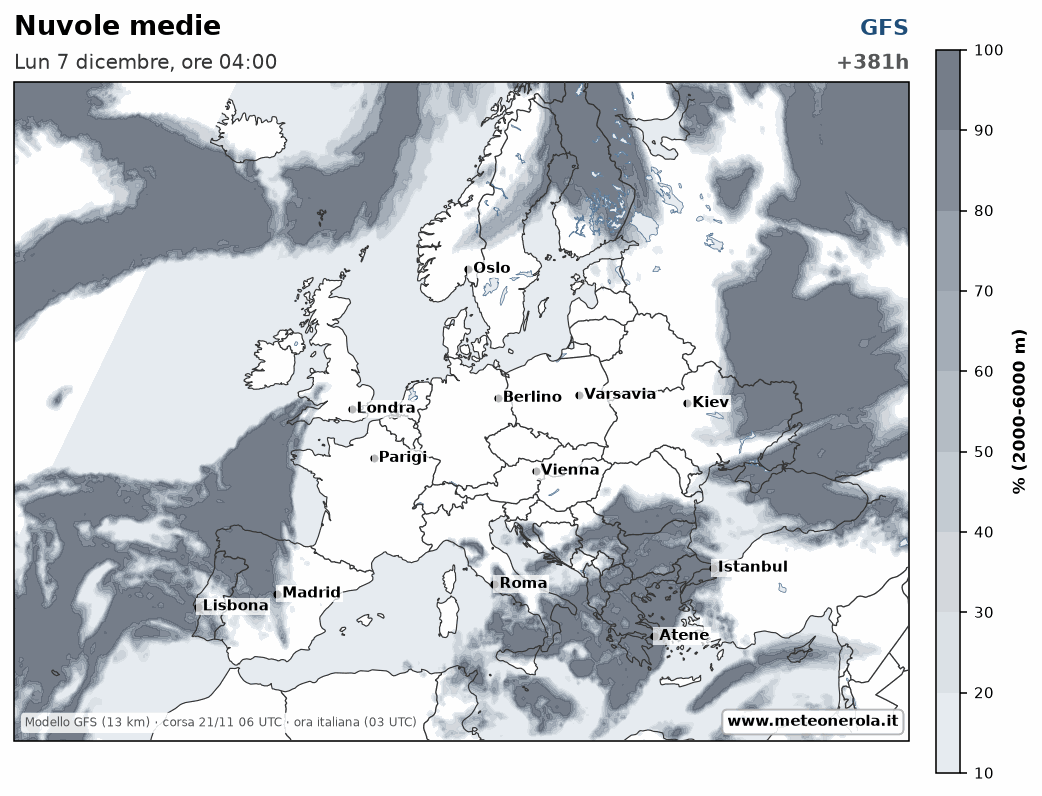 Nuvole medie
GFS
Lun 7 dicembre, ore 04:00
+381h
100
90
80
70
60
50
40
30
20
10
% (2000-6000 m)
Oslo
Berlino
Varsavia
Kiev
Londra
Parigi
Vienna
Istanbul
Roma
Madrid
Lisbona
Atene
Modello GFS (13 km) · corsa 21/11 06 UTC · ora italiana (03 UTC)
www.meteonerola.it